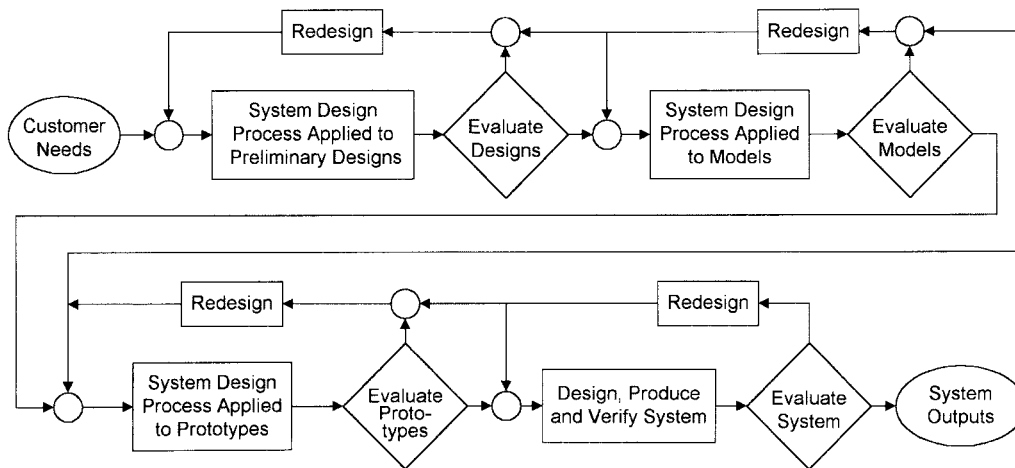 Redesign
Redesign
Customer
Needs
System Design
Process Applied to
Preliminary Designs
Evaluate
Designs
System Design
Process Applied
to Models
Evaluate
Models
Redesign
Redesign
System Design
Process Applied
to Prototypes
Evaluate
Proto-
types
Design, Produce
and Verify System
Evaluate
System
System
Outputs